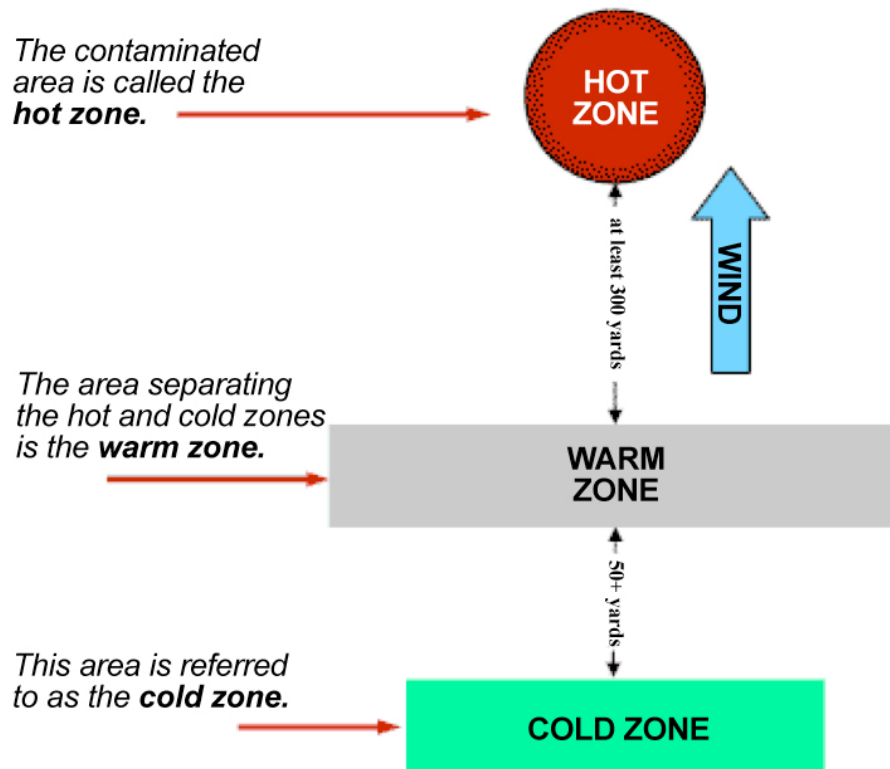 The contaminated
area is called the
hot zone.
HOT
ZONE
at least 300 yards
WIND
The area separating
the hot and cold zones
is the warm zone.
WARM
ZONE
50+ yards
This area is referred
to as the cold zone.
COLD ZONE